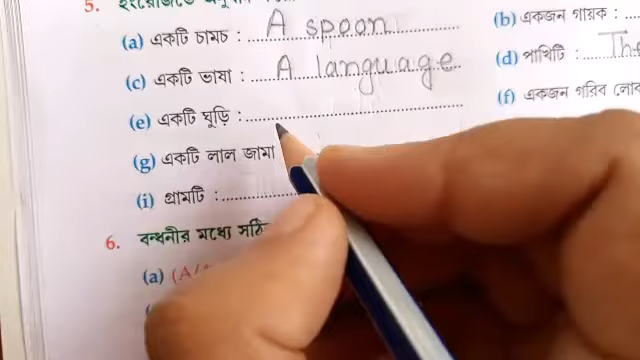 5. ইংরেজিতে অনুবাদ
(a) একটি চামচ : A spoon
(b) একজন গায়ক :
(c) একটি ভাষা : A language
(d) পাখিটি : The
(e) একটি ঘুড়ি :
(f) একজন গরিব লোক
(g) একটি লাল জামা
(i) গ্রামটি :
6. বন্ধনীর মধ্যে সঠি
(a) (A/